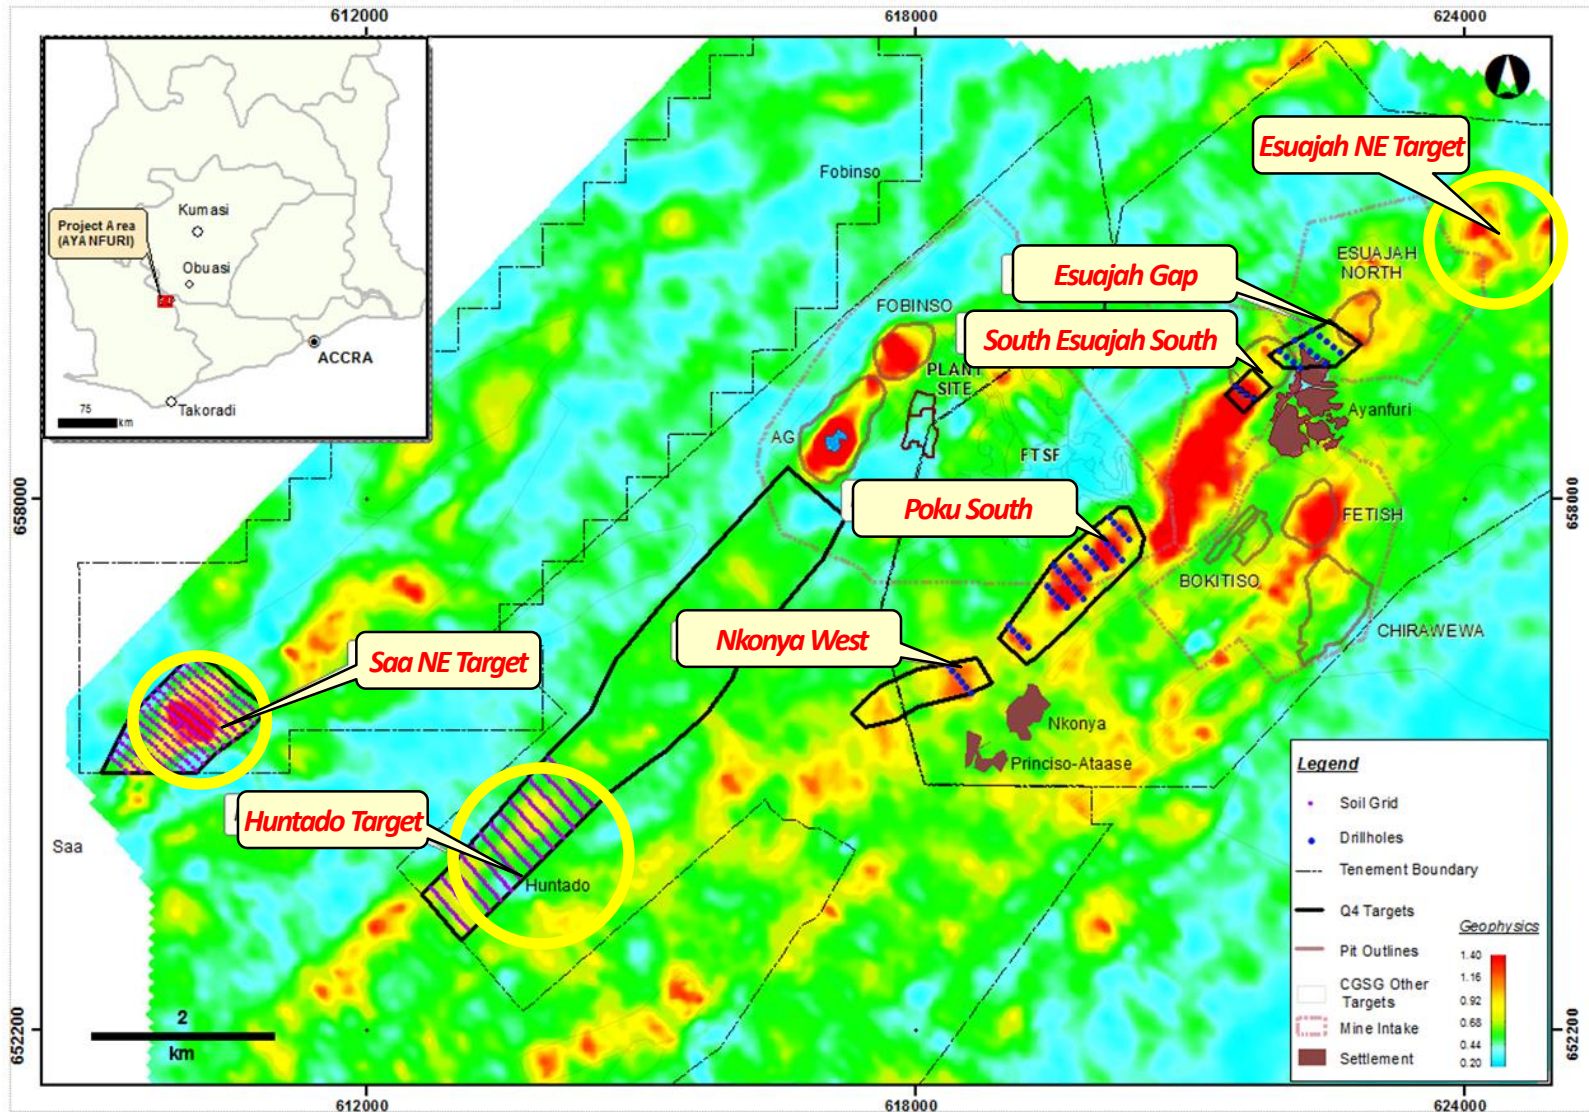 612000
618000
624000
Kumasi
Project Area
(AYANFURI)
Obuasi
ACCRA
Takoradi
75
km
Fobinso
Esuajah NE Target
ESUAJAH
NORTH
Esuajah Gap
FOBINSO
South Esuajah South
PLANT
SITE
Ayanfuri
AG
FTSF
658000
658000
Poku South
FETISH
BOKITISO
CHIRAWEWA
Nkonya West
Saa NE Target
Nkonya
Princiso-Ataase
Huntado Target
Saa
Huntado
2
km
652200
652200
Legend
Soil Grid
Drillholes
Tenement Boundary
Q4 Targets
Pit Outlines
CGSG Other
Targets
Mine Intake
Settlement
Geophysics
1.40
1.16
0.92
0.68
0.44
0.20
612000
618000
624000